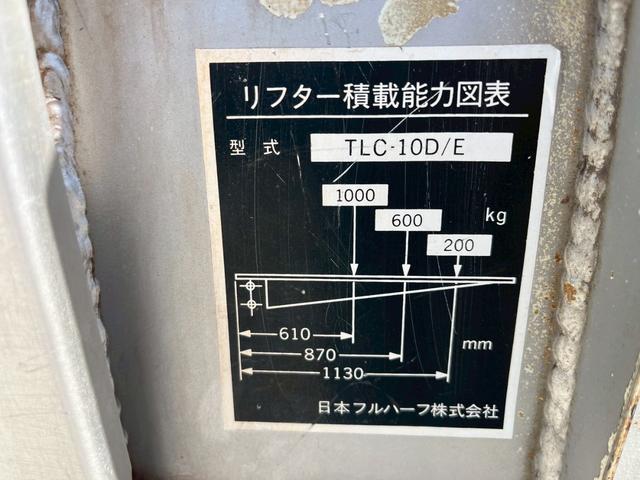 リフター積載能力図表
型式 TLC-10D/E
1000
600 kg
200
610
870 mm
1130
日本フルハーフ株式会社